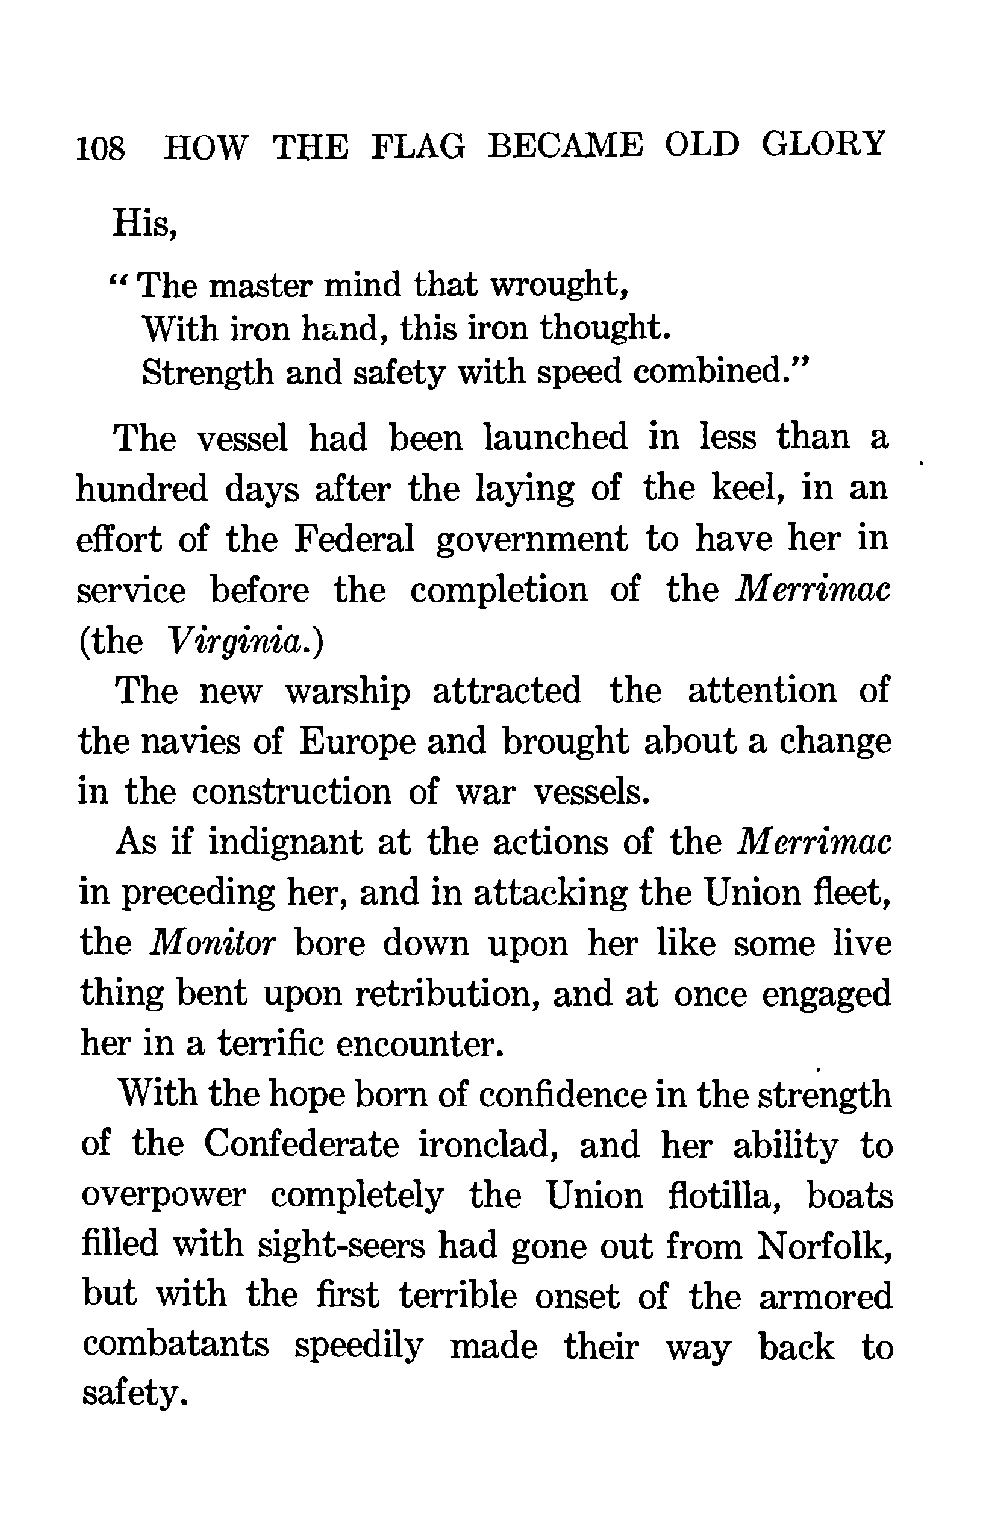 108 HOW THE FLAG BECAME OLD GLORY
His,
“ The master mind that wrought,
With iron hand, this iron thought.
Strength and safety with speed combined.”
The vessel had been launched in less than a
hundred days after the laying of the keel, in an
effort of the Federal government to have her in
service before the completion of the Merrimac
(the Virginia.)
The new warship attracted the attention of
the navies of Europe and brought about a change
in the construction of war vessels.
As if indignant at the actions of the Merrimac
in preceding her, and in attacking the Union fleet,
the Monitor bore down upon her like some live
thing bent upon retribution, and at once engaged
her in a terrific encounter.
With the hope born of confidence in the strength
of the Confederate ironclad, and her ability to
overpower completely the Union flotilla, boats
filled with sight-seers had gone out from Norfolk,
but with the first terrible onset of the armored
combatants speedily made their way back to
safety.